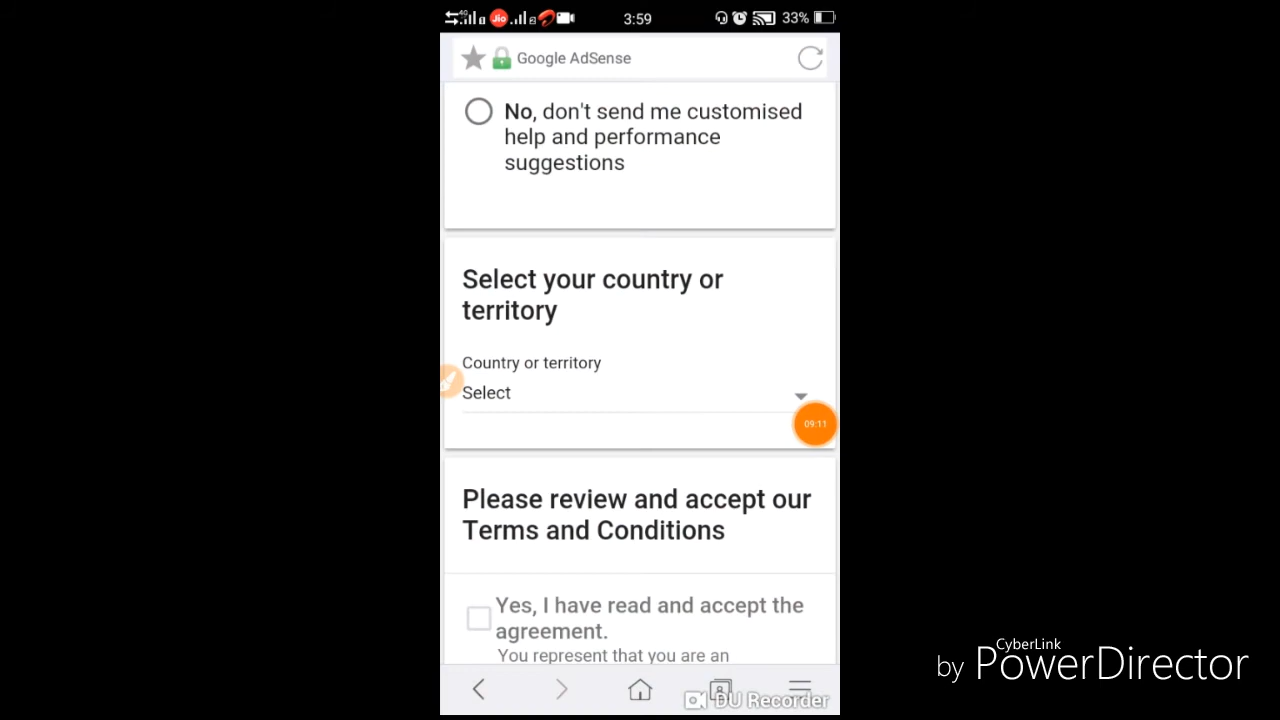 4G Jio 3:59 33%
Google AdSense
No, don't send me customised
help and performance
suggestions
Select your country or
territory
Country or territory
Select
09:11
Please review and accept our
Terms and Conditions
Yes, I have read and accept the
agreement.
You represent that you are an
DU Recorder
CyberLink
by PowerDirector